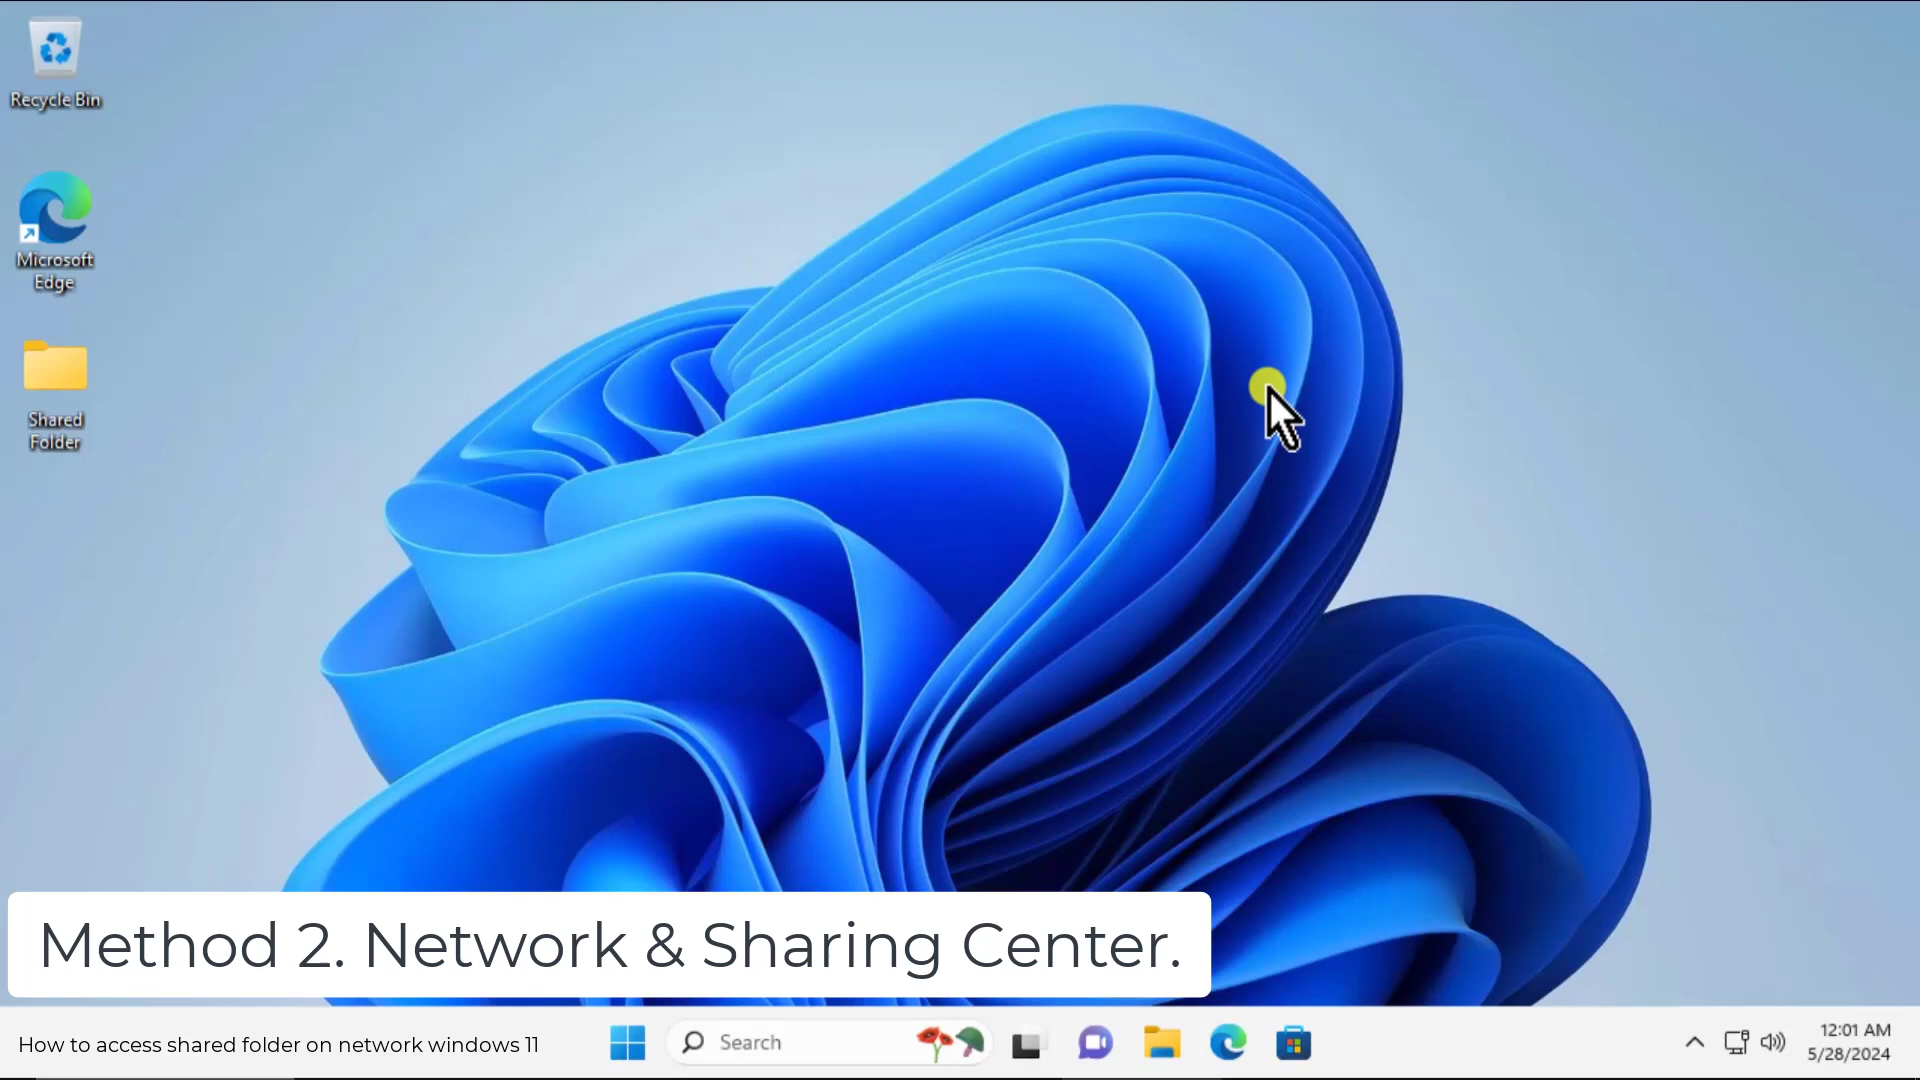 Recycle Bin
Microsoft
Edge
Shared
Folder
Method 2. Network & Sharing Center.
How to access shared folder on network windows 11
Search
12:01 AM
5/28/2024